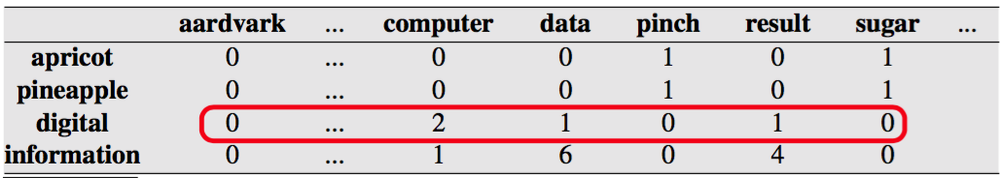 aardvark ... computer data pinch result sugar ...
apricot 0 ... 0 0 1 0 1
pineapple 0 ... 0 0 1 0 1
digital 0 ... 2 1 0 1 0
information 0 ... 1 6 0 4 0